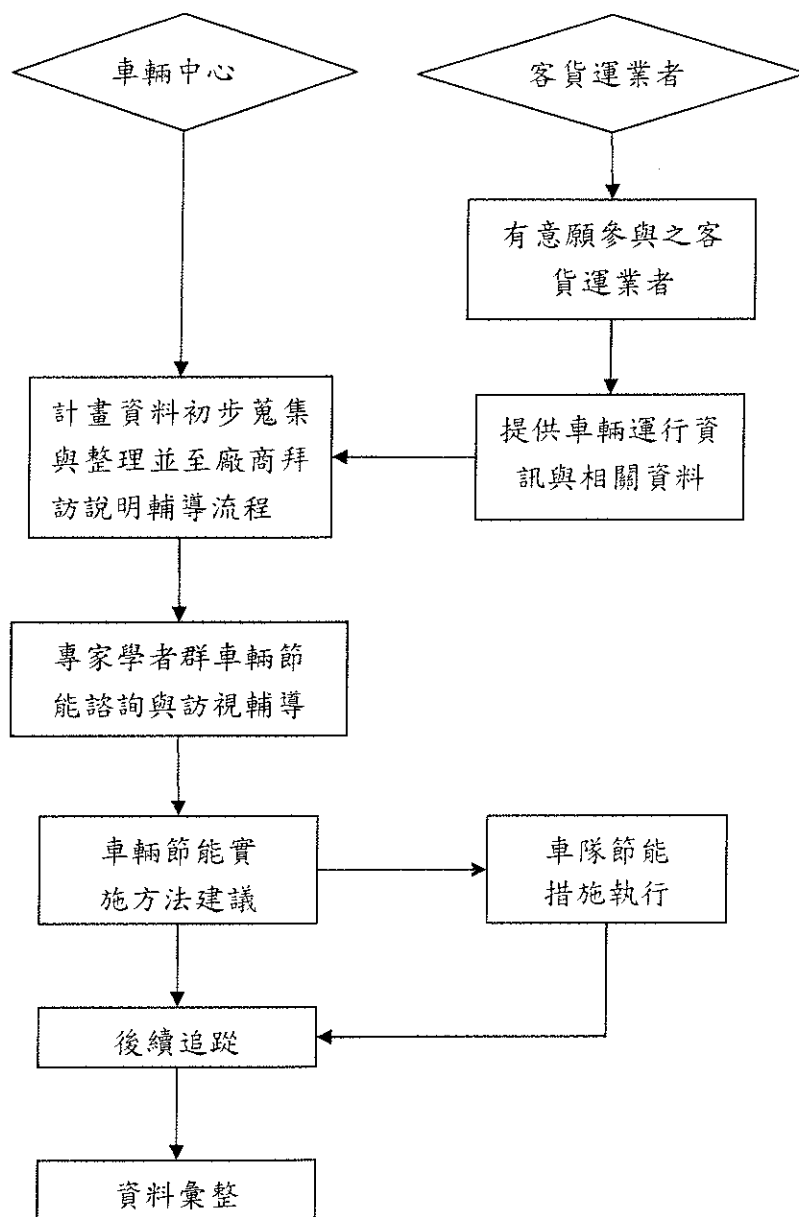 車輛中心
客貨運業者
有意願參與之客
貨運業者
計畫資料初步蒐集
與整理並至廠商拜
訪說明輔導流程
提供車輛運行資
訊與相關資料
專家學者群車輛節
能諮詢與訪視輔導
車輛節能實
施方法建議
車隊節能
措施執行
後續追蹤
資料彙整